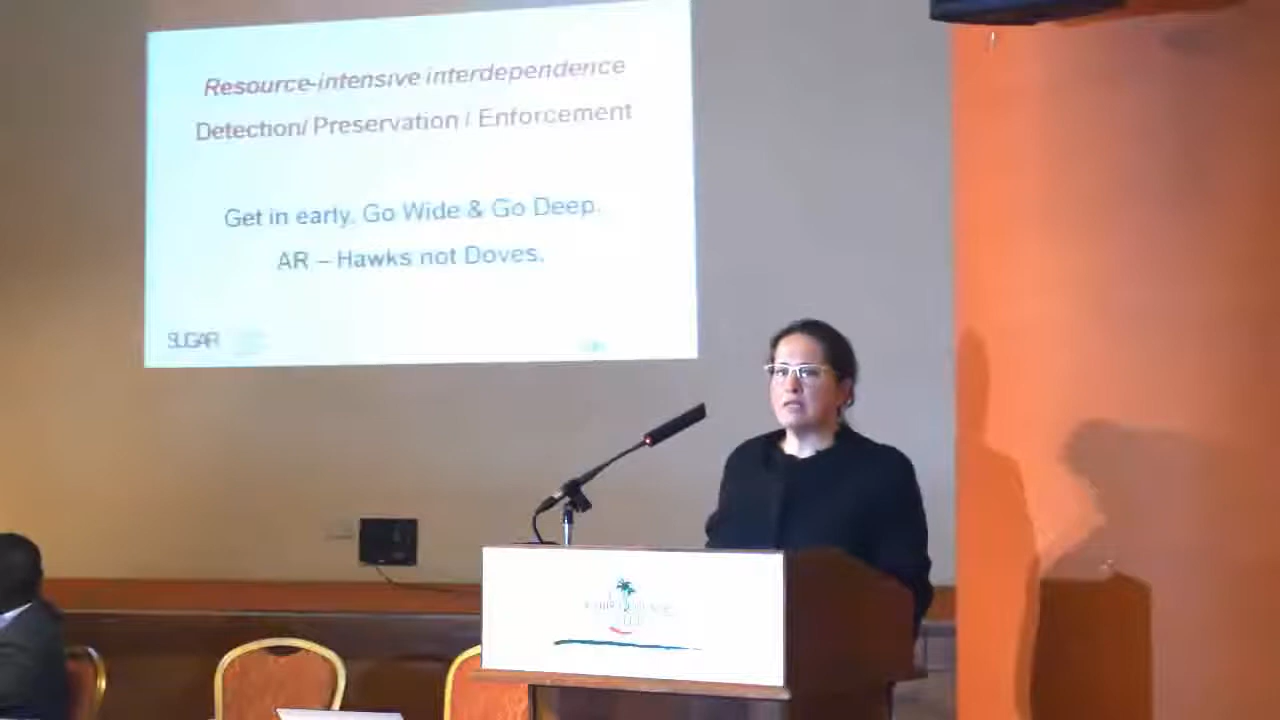 Resource-intensive interdependence
Detection/ Preservation / Enforcement
Get in early. Go Wide & Go Deep.
AR – Hawks not Doves.
SUGAR